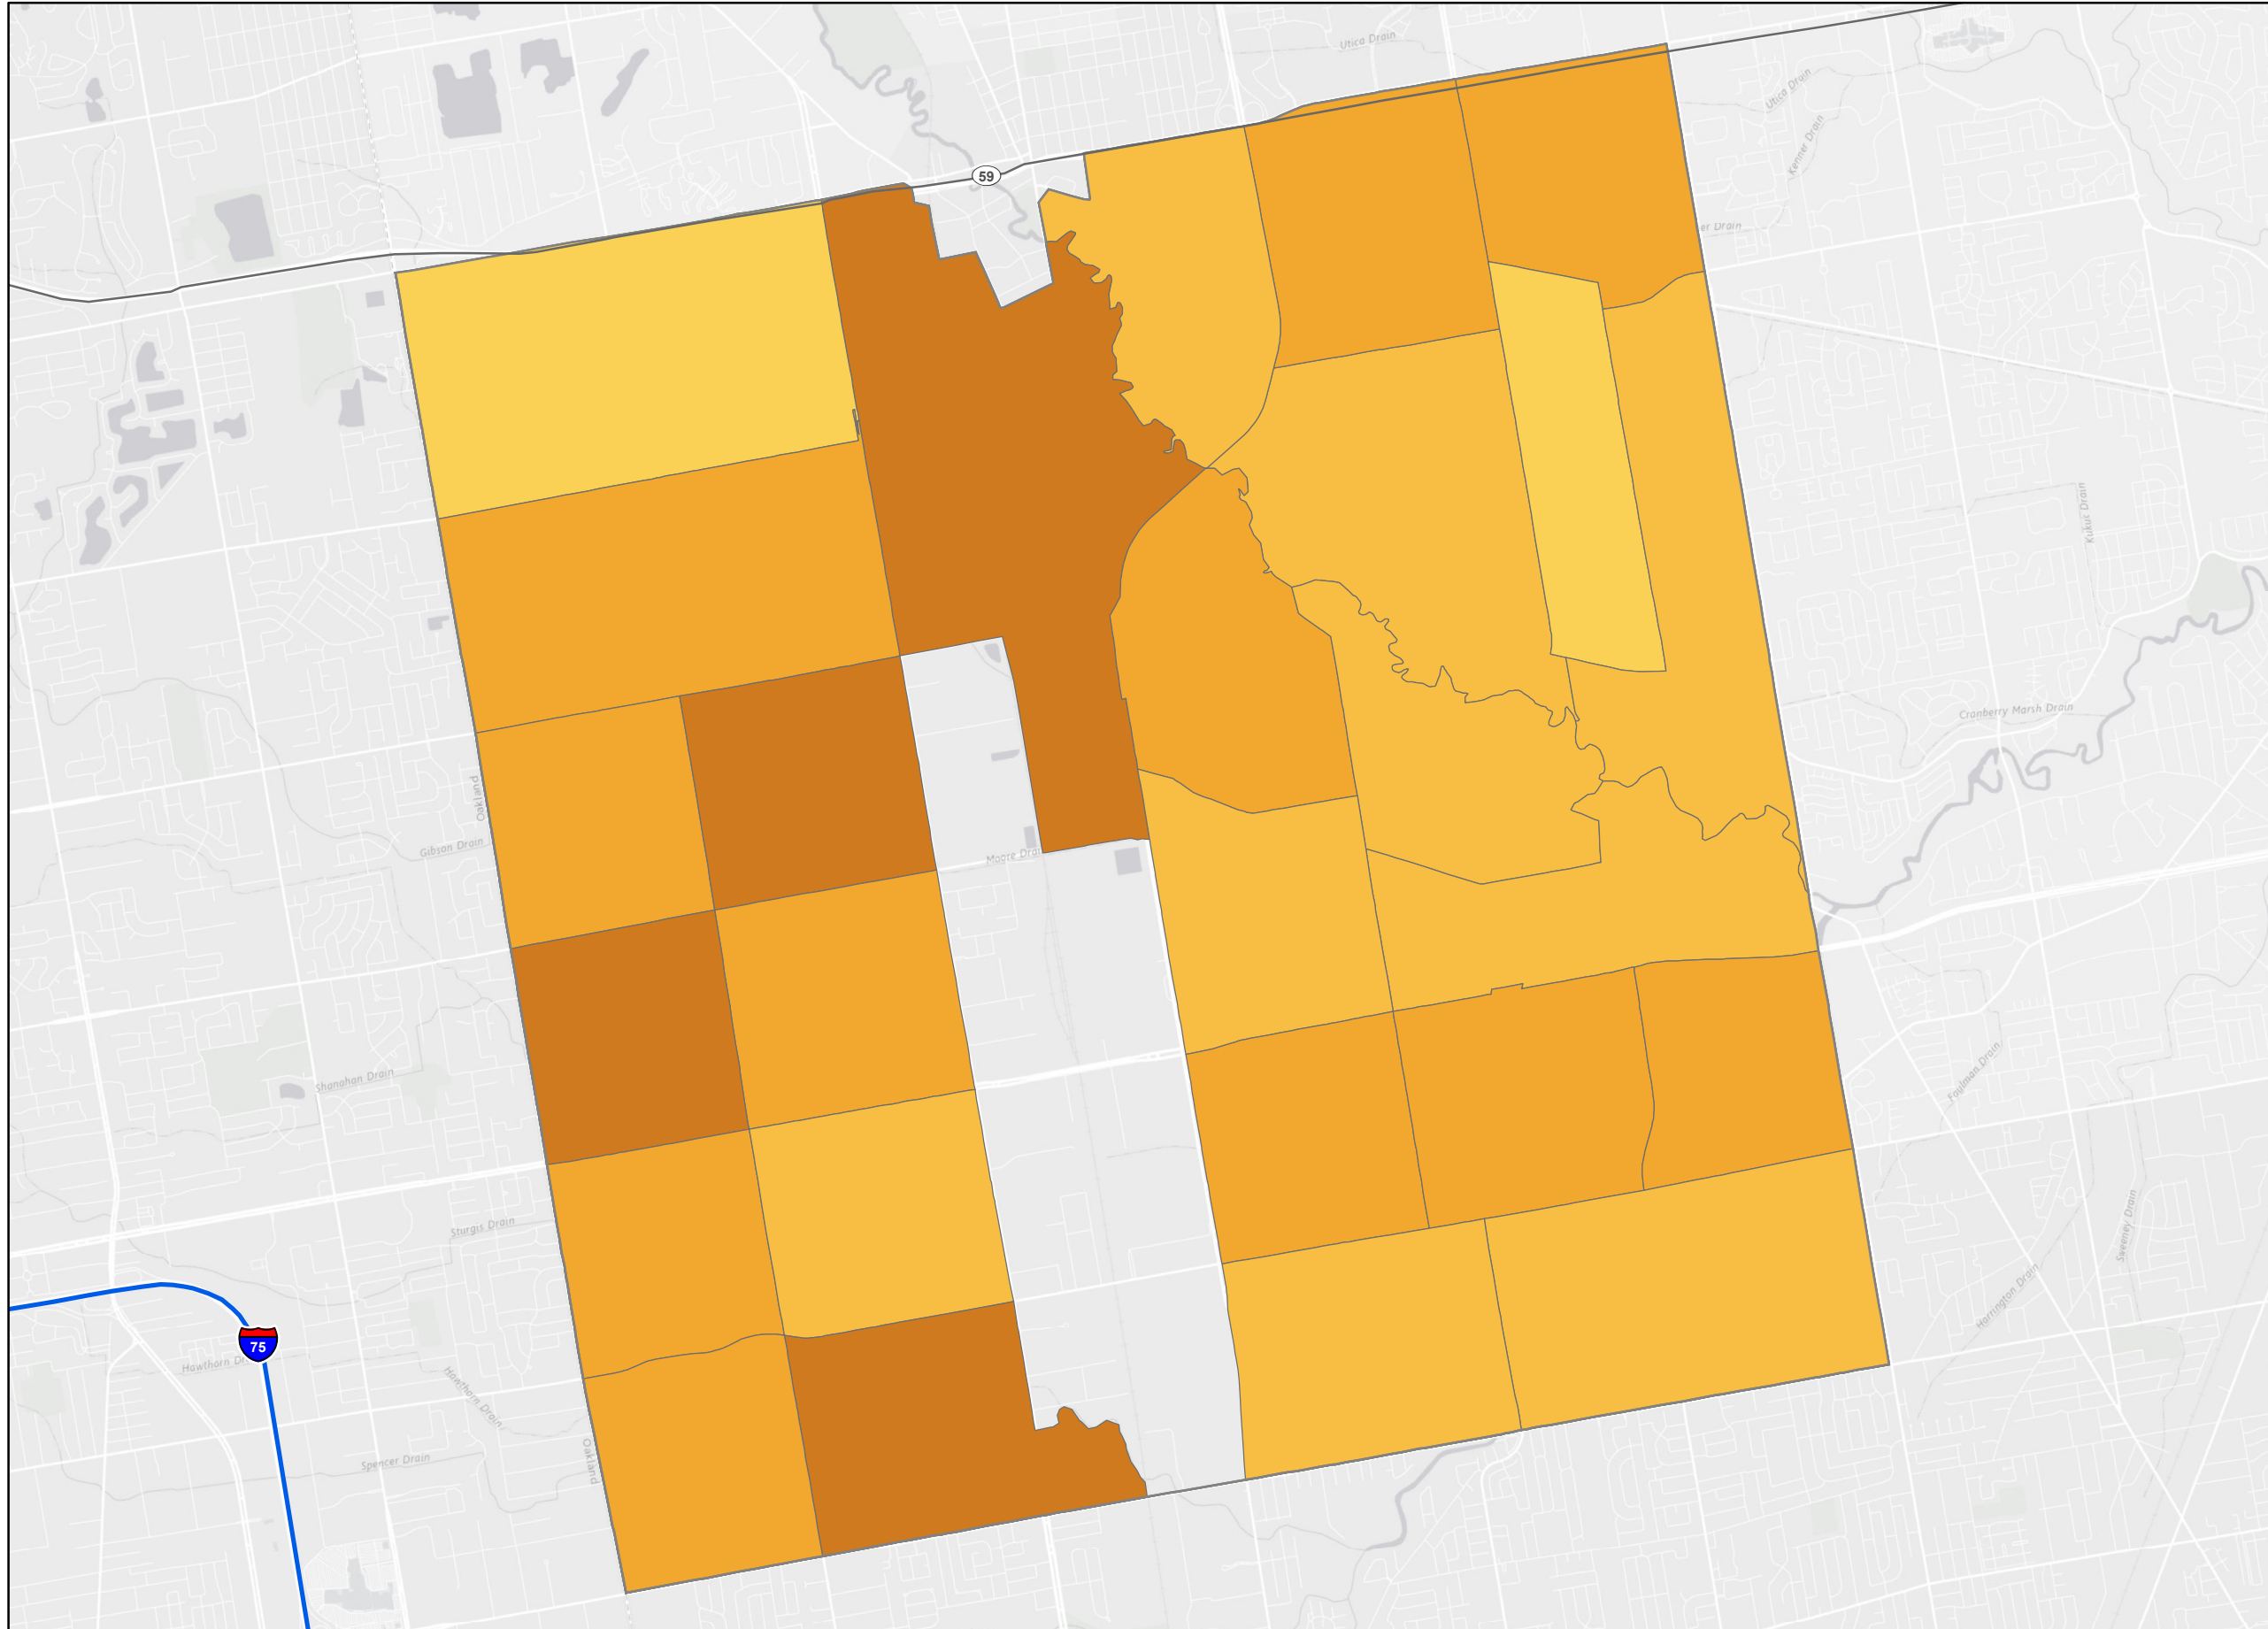 Utica Drain
Utica Drain
Kenner Drain
59
er Drain
Kukuk Drain
Cranberry Marsh Drain
Oakland
Gibson Drain
Moore Drai
Shanahan Drain
Faulman Drain
Sturgis Drain
Sweeney Drain
Harrington Drain
75
Hawthorn Dr
Hawthorn Drain
Oakland
Spencer Drain